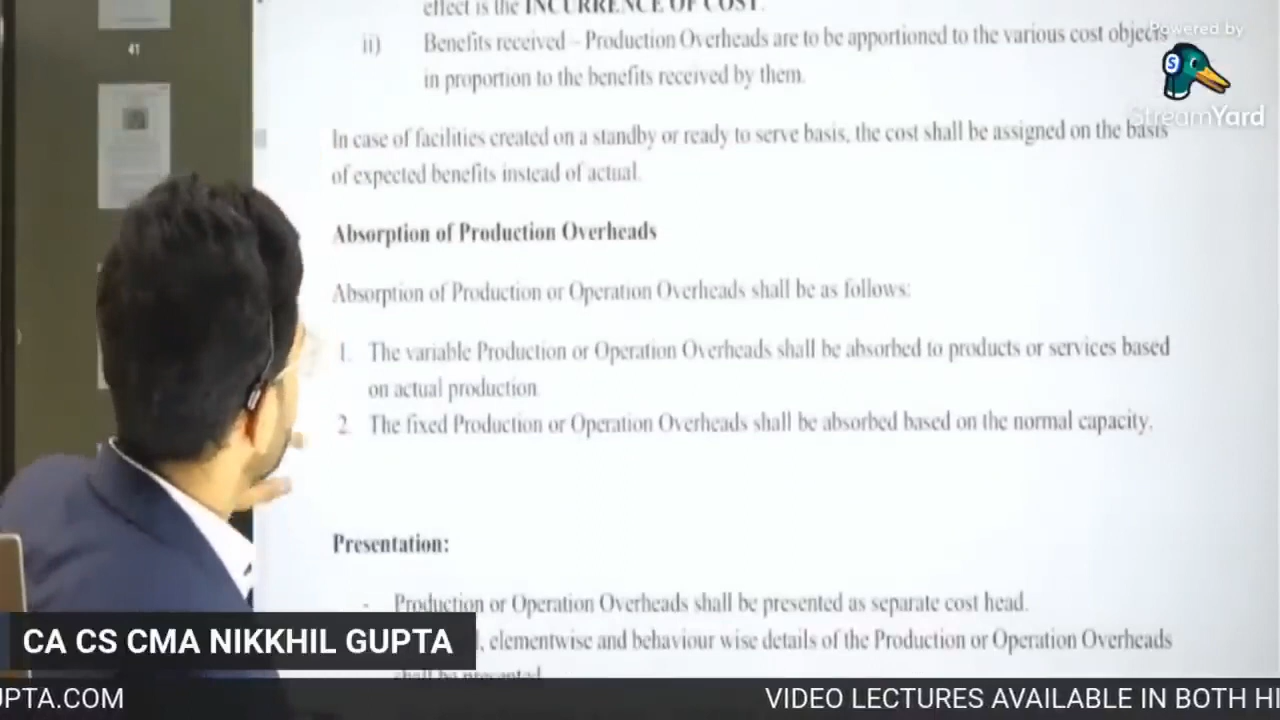 effect is the INCURRENCE OF COST.
41
Powered by
ii) Benefits received – Production Overheads are to be apportioned to the various cost objects
in proportion to the benefits received by them.
StreamYard
In case of facilities created on a standby or ready to serve basis, the cost shall be assigned on the basis
of expected benefits instead of actual.
Absorption of Production Overheads
Absorption of Production or Operation Overheads shall be as follows:
1. The variable Production or Operation Overheads shall be absorbed to products or services based
on actual production.
2. The fixed Production or Operation Overheads shall be absorbed based on the normal capacity.
Presentation:
- Production or Operation Overheads shall be presented as separate cost head.
, elementwise and behaviour wise details of the Production or Operation Overheads
shall be presented.
CA CS CMA NIKKHIL GUPTA
UPTA.COM
VIDEO LECTURES AVAILABLE IN BOTH HI